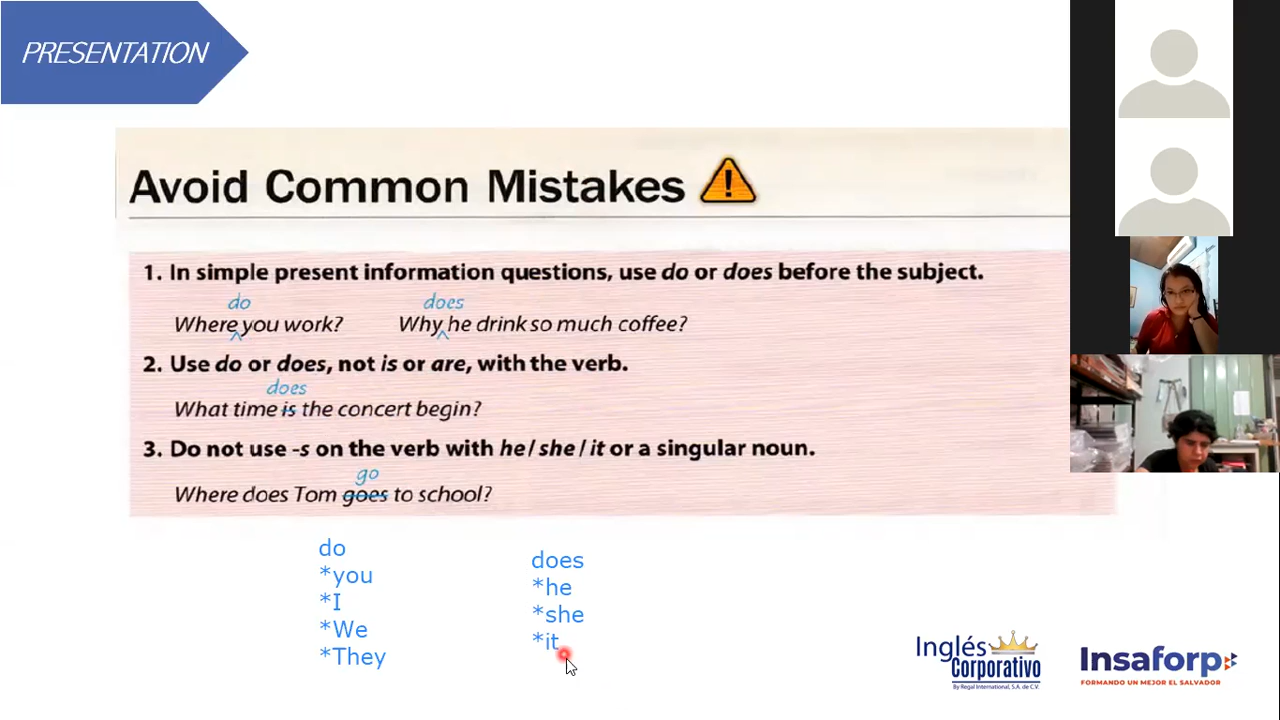 PRESENTATION
Avoid Common Mistakes
1. In simple present information questions, use do or does before the subject.
do does
Where you work? Why he drink so much coffee?
2. Use do or does, not is or are, with the verb.
does
What time is the concert begin?
3. Do not use -s on the verb with he / she / it or a singular noun.
go
Where does Tom goes to school?
do
*you
*I
*We
*They
does
*he
*she
*it
Inglés
Corporativo
By Regal International, S.A. de C.V.
Insaforp
FORMANDO UN MEJOR EL SALVADOR